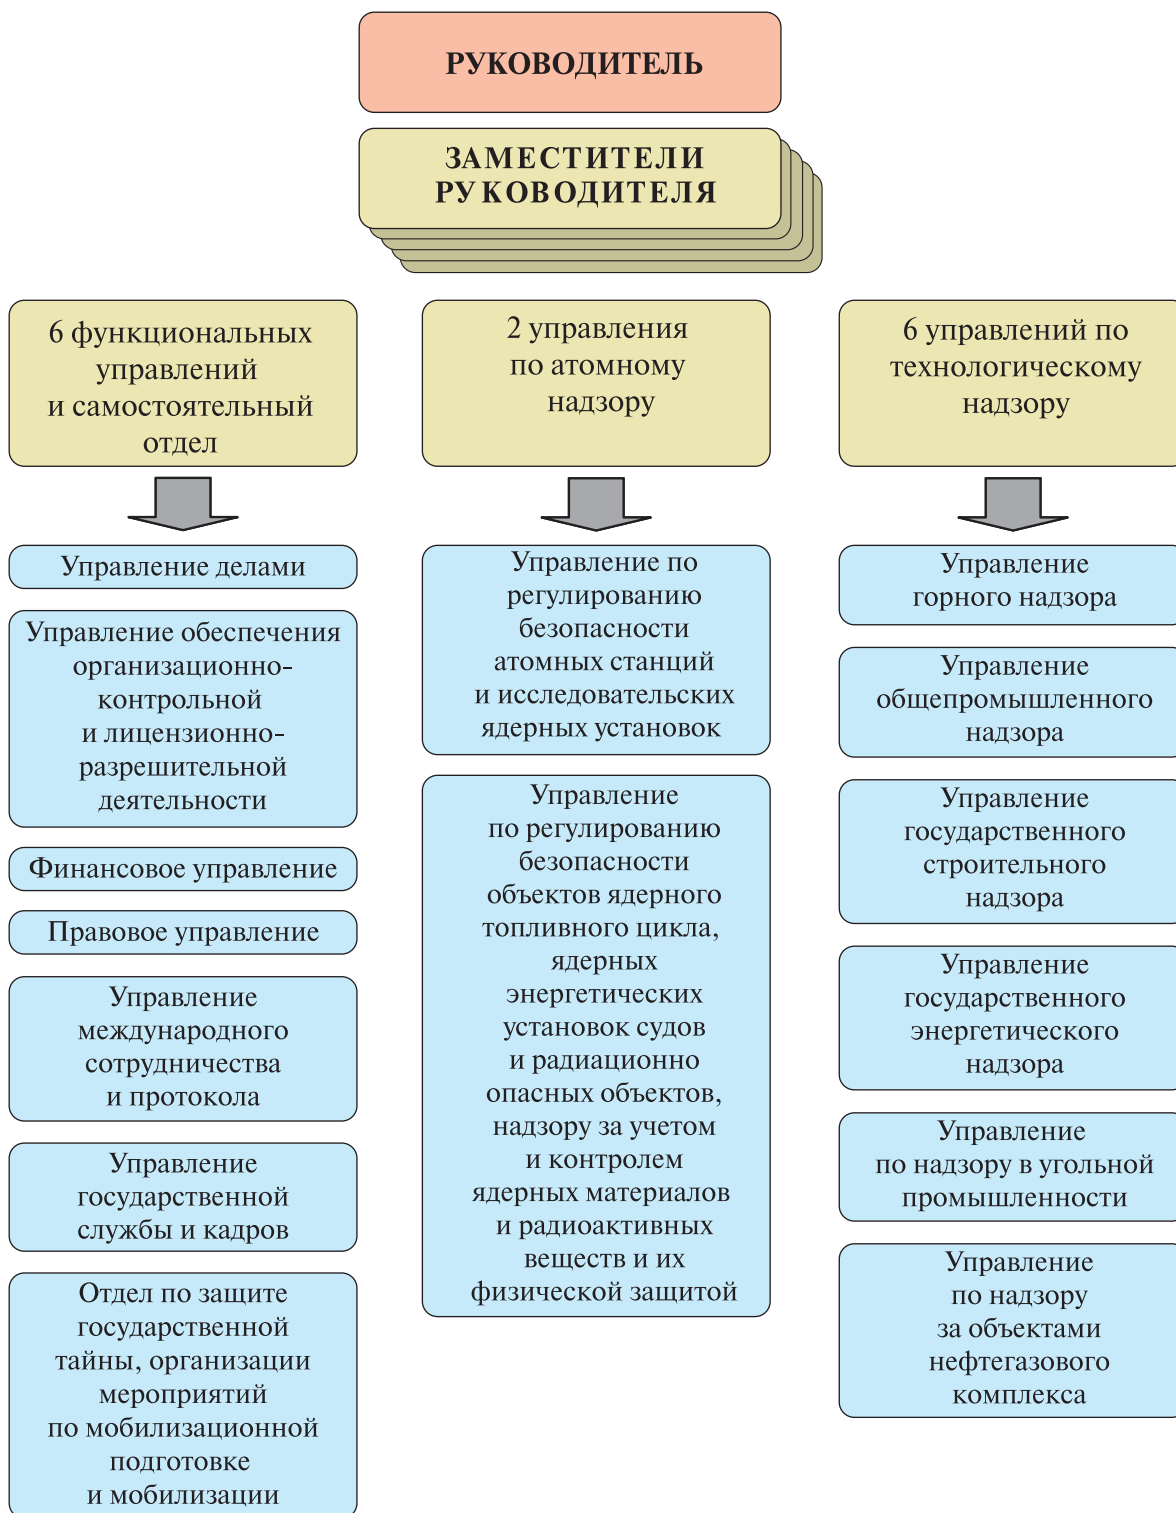 РУКОВОДИТЕЛЬ
ЗАМЕСТИТЕЛИ
РУКОВОДИТЕЛЯ
6 функциональных
управлений
и самостоятельный
отдел
Управление делами
Управление обеспечения
организационно-
контрольной
и лицензионно-
разрешительной
деятельности
Финансовое управление
Правовое управление
Управление
международного
сотрудничества
и протокола
Управление
государственной
службы и кадров
Отдел по защите
государственной
тайны, организации
мероприятий
по мобилизационной
подготовке
и мобилизации
2 управления
по атомному
надзору
Управление по
регулированию
безопасности
атомных станций
и исследовательских
ядерных установок
Управление
по регулированию
безопасности
объектов ядерного
топливного цикла,
ядерных
энергетических
установок судов
и радиационно
опасных объектов,
надзору за учетом
и контролем
ядерных материалов
и радиоактивных
веществ и их
физической защитой
6 управлений по
технологическому
надзору
Управление
горного надзора
Управление
общепромышленного
надзора
Управление
государственного
строительного
надзора
Управление
государственного
энергетического
надзора
Управление
по надзору в угольной
промышленности
Управление
по надзору
за объектами
нефтегазового
комплекса